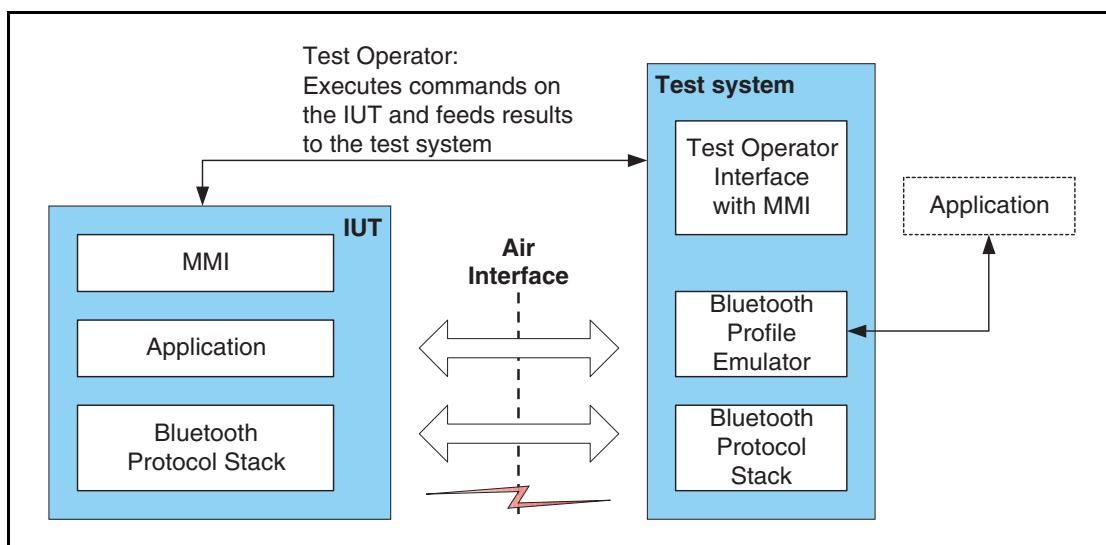 Test Operator:
Executes commands on
the IUT and feeds results
to the test system
Test system
Test Operator
Interface
with MMI
Application
IUT
MMI
Air
Interface
Application
Bluetooth
Profile
Emulator
Bluetooth
Protocol Stack
Bluetooth
Protocol
Stack